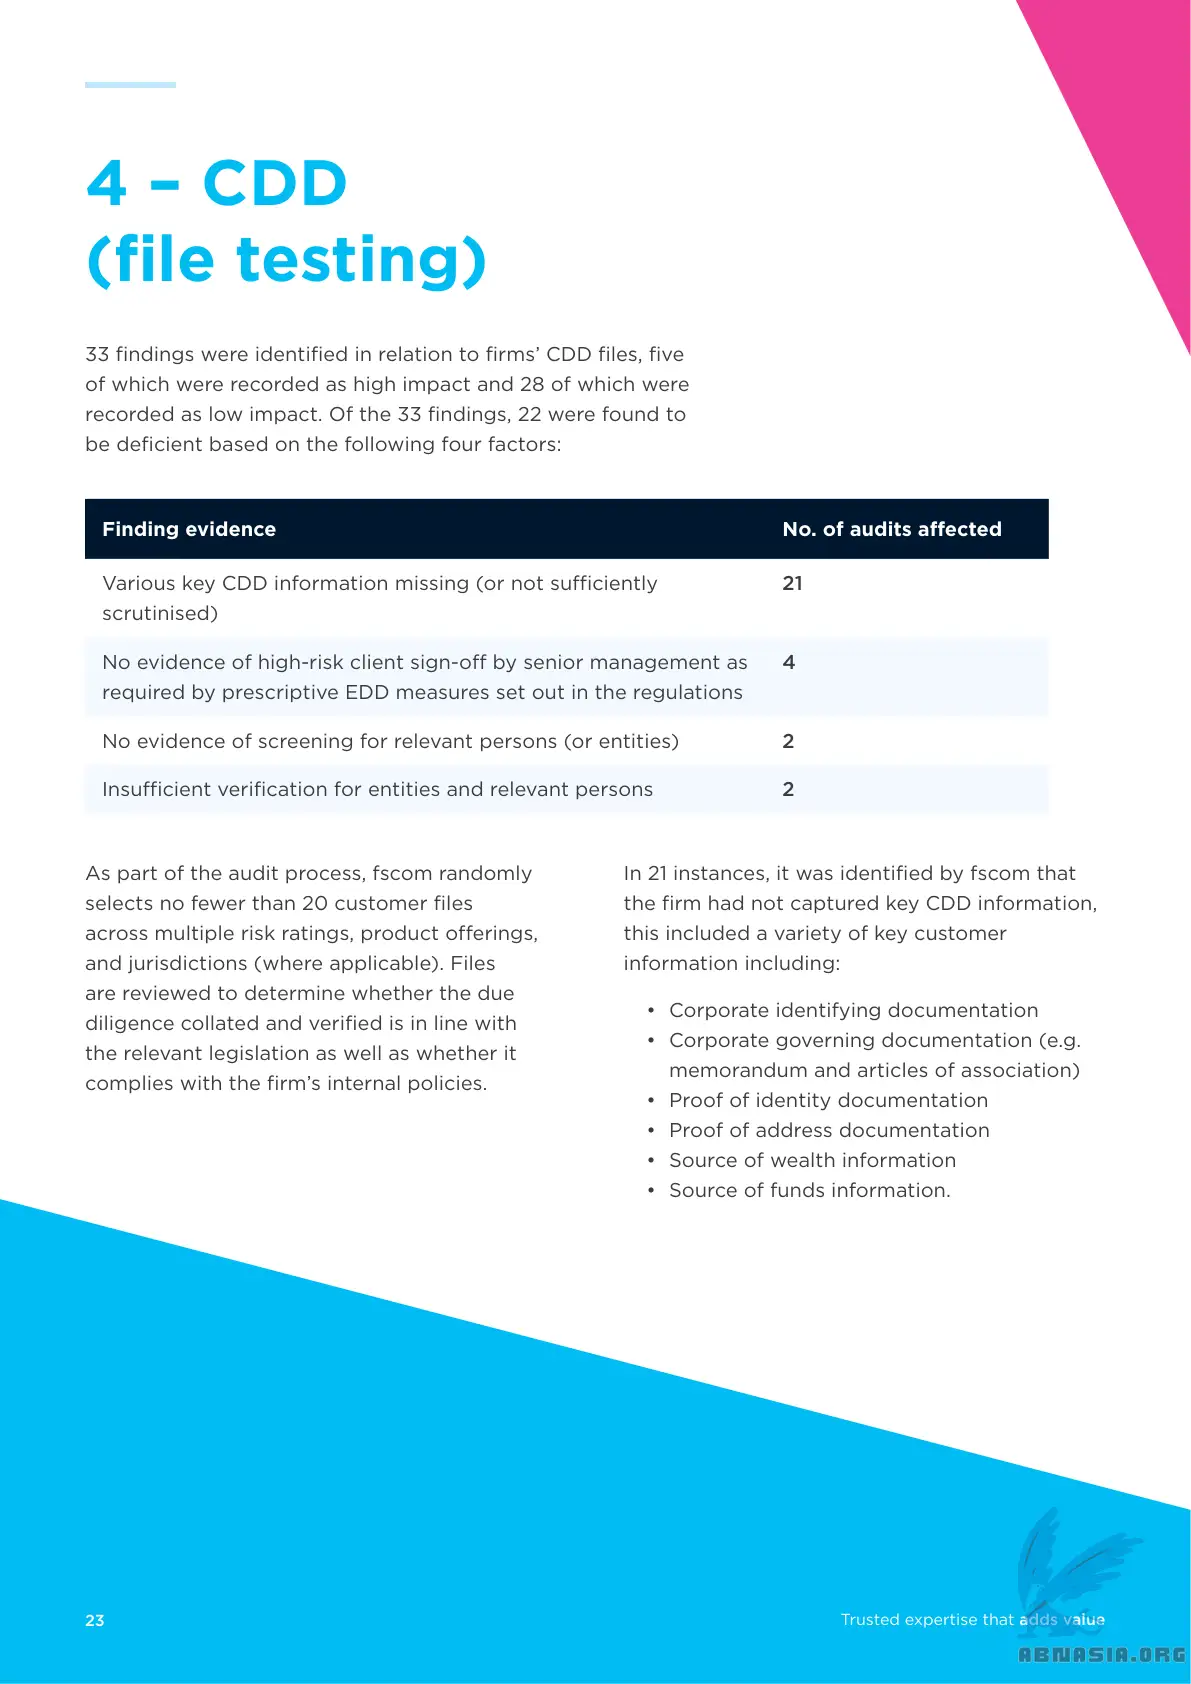 4 – CDD
(file testing)
33 findings were identified in relation to firms’ CDD files, five
of which were recorded as high impact and 28 of which were
recorded as low impact. Of the 33 findings, 22 were found to
be deficient based on the following four factors:
Finding evidence No. of audits affected
Various key CDD information missing (or not sufficiently 21
scrutinised)
No evidence of high-risk client sign-off by senior management as 4
required by prescriptive EDD measures set out in the regulations
No evidence of screening for relevant persons (or entities) 2
Insufficient verification for entities and relevant persons 2
As part of the audit process, fscom randomly
selects no fewer than 20 customer files
across multiple risk ratings, product offerings,
and jurisdictions (where applicable). Files
are reviewed to determine whether the due
diligence collated and verified is in line with
the relevant legislation as well as whether it
complies with the firm’s internal policies.
In 21 instances, it was identified by fscom that
the firm had not captured key CDD information,
this included a variety of key customer
information including:
• Corporate identifying documentation
• Corporate governing documentation (e.g.
memorandum and articles of association)
• Proof of identity documentation
• Proof of address documentation
• Source of wealth information
• Source of funds information.
23
Trusted expertise that adds value
ABNASIA.ORG